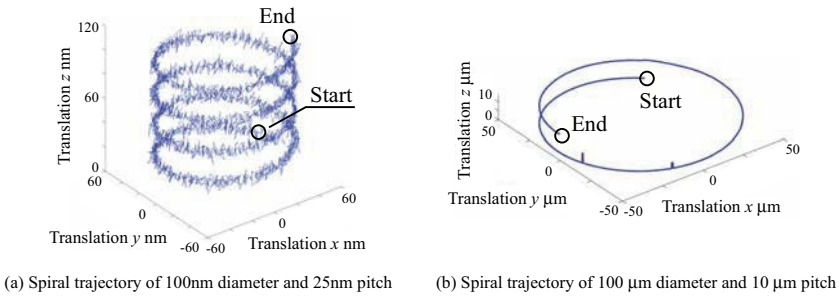 End
120
Translation z nm
60
0
Start
60
0
-60
-60
0
60
Translation y nm
Translation x nm
Translation z μm
10
0
50
Start
End
0
-50
-50
0
50
Translation y μm
Translation x μm
(a) Spiral trajectory of 100nm diameter and 25nm pitch
(b) Spiral trajectory of 100 μm diameter and 10 μm pitch